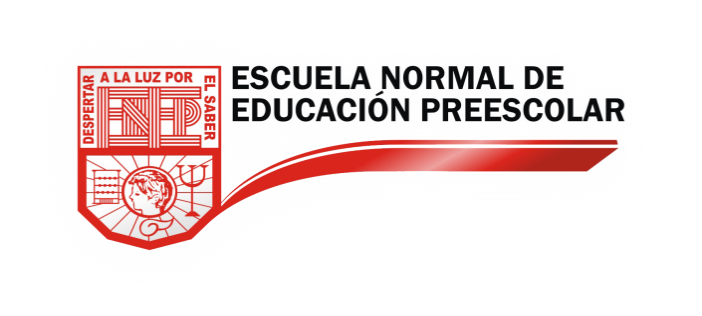 DESPERTAR
A LA LUZ POR
EL SABER
ENP
ESCUELA NORMAL DE
EDUCACIÓN PREESCOLAR